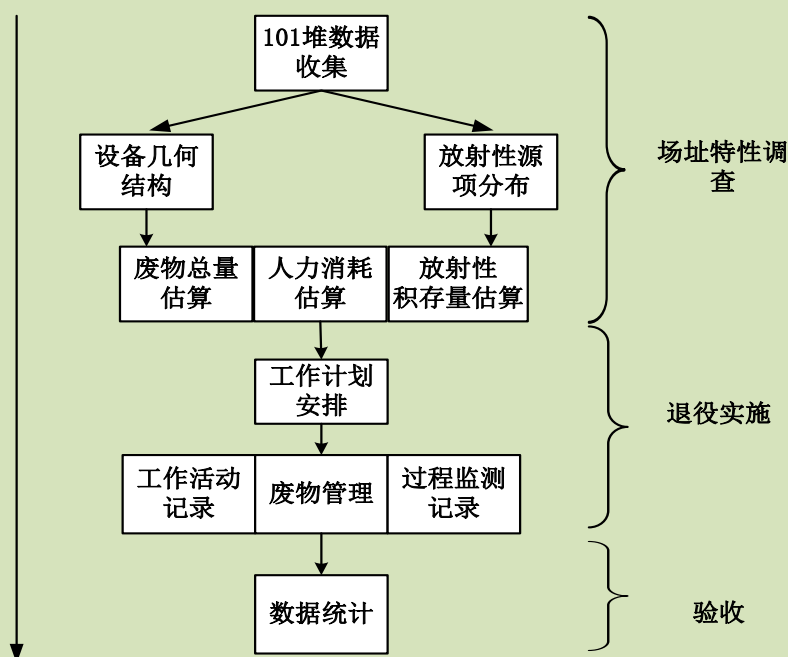 101堆数据
收集
设备几何
结构
放射性源
项分布
场址特性调
查
废物总量
估算
人力消耗
估算
放射性
积存量估算
工作计划
安排
退役实施
工作活动
记录
废物管理
过程监测
记录
数据统计
验收